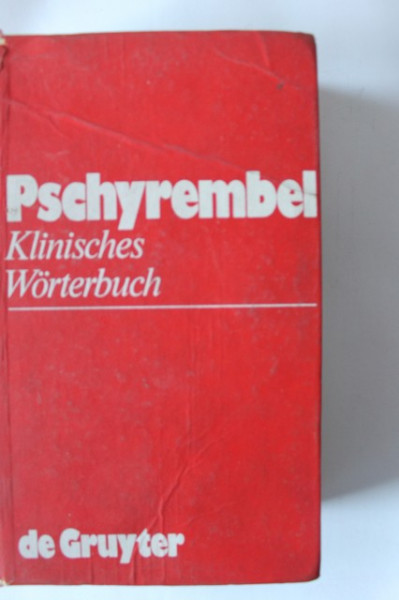 Pschyrembel
Klinisches
Wörterbuch
de Gruyter